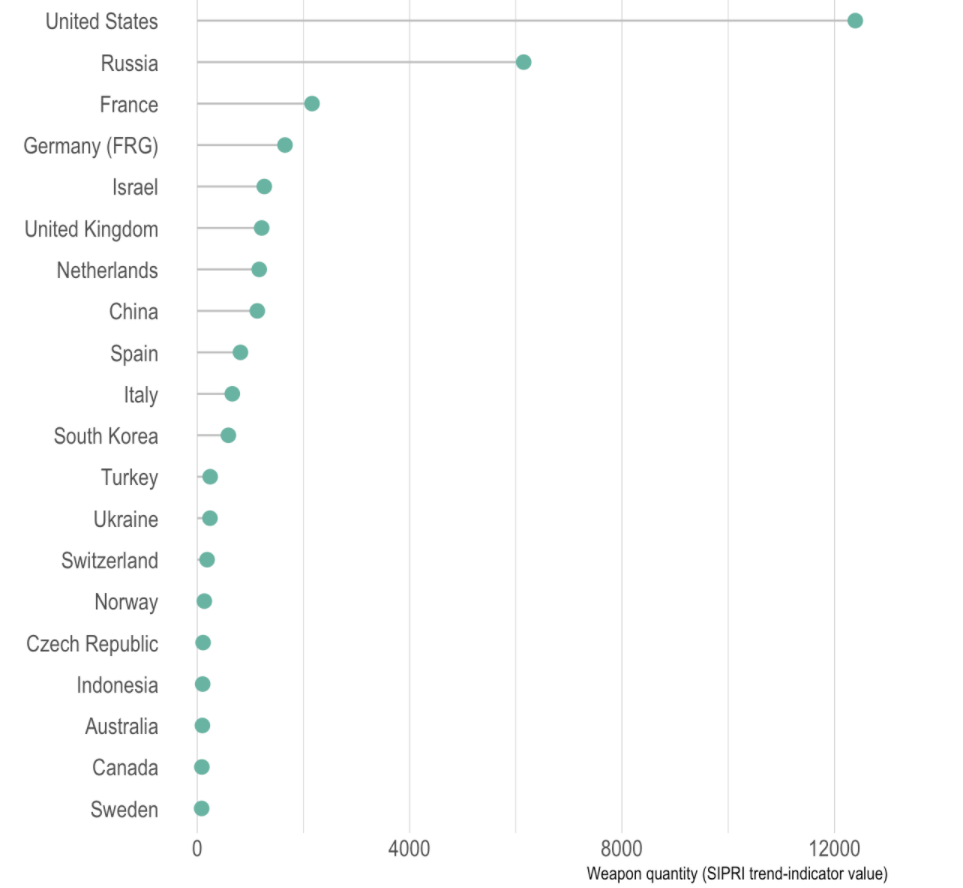 United States
Russia
France
Germany (FRG)
Israel
United Kingdom
Netherlands
China
Spain
Italy
South Korea
Turkey
Ukraine
Switzerland
Norway
Czech Republic
Indonesia
Australia
Canada
Sweden
0 4000 8000 12000
Weapon quantity (SIPRI trend-indicator value)